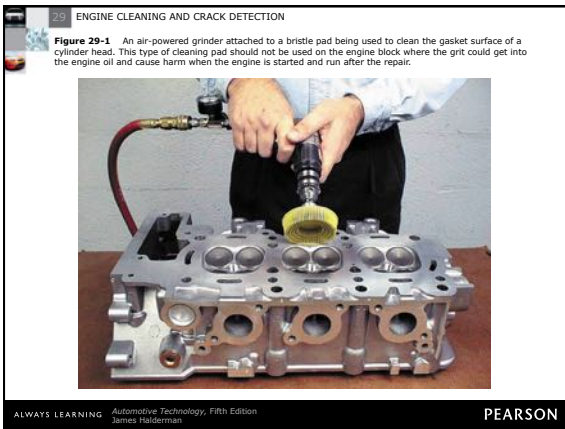 29 ENGINE CLEANING AND CRACK DETECTION
Figure 29-1 An air-powered grinder attached to a bristle pad being used to clean the gasket surface of a
cylinder head. This type of cleaning pad should not be used on the engine block where the grit could get into
the engine oil and cause harm when the engine is started and run after the repair.
ALWAYS LEARNING Automotive Technology, Fifth Edition
James Halderman
PEARSON